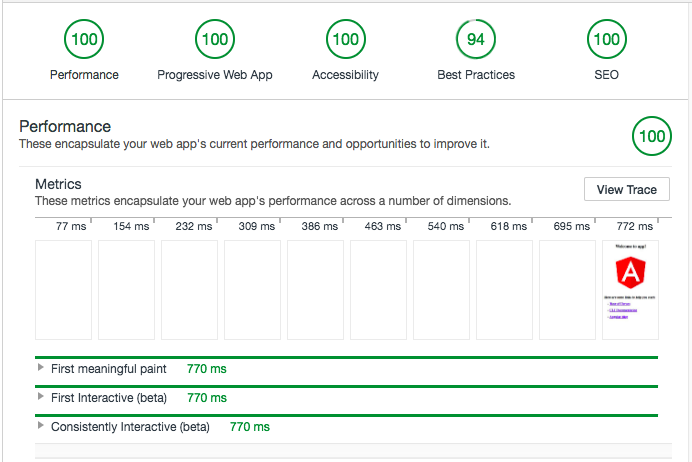 100 100 100 94 100
Performance Progressive Web App Accessibility Best Practices SEO
Performance
These encapsulate your web app's current performance and opportunities to improve it.
100
Metrics
These metrics encapsulate your web app's performance across a number of dimensions.
View Trace
77 ms 154 ms 232 ms 309 ms 386 ms 463 ms 540 ms 618 ms 695 ms 772 ms
Welcome to app!
A
First meaningful paint 770 ms
First Interactive (beta) 770 ms
Consistently Interactive (beta) 770 ms